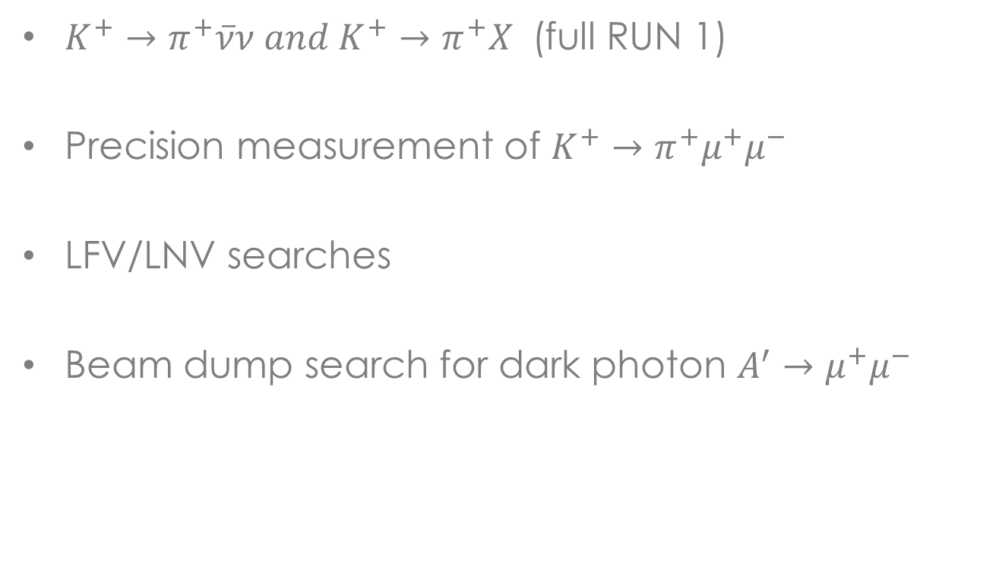 • K⁺ → π⁺ν̄ν and K⁺ → π⁺X (full RUN 1)
• Precision measurement of K⁺ → π⁺μ⁺μ⁻
• LFV/LNV searches
• Beam dump search for dark photon A′ → μ⁺μ⁻